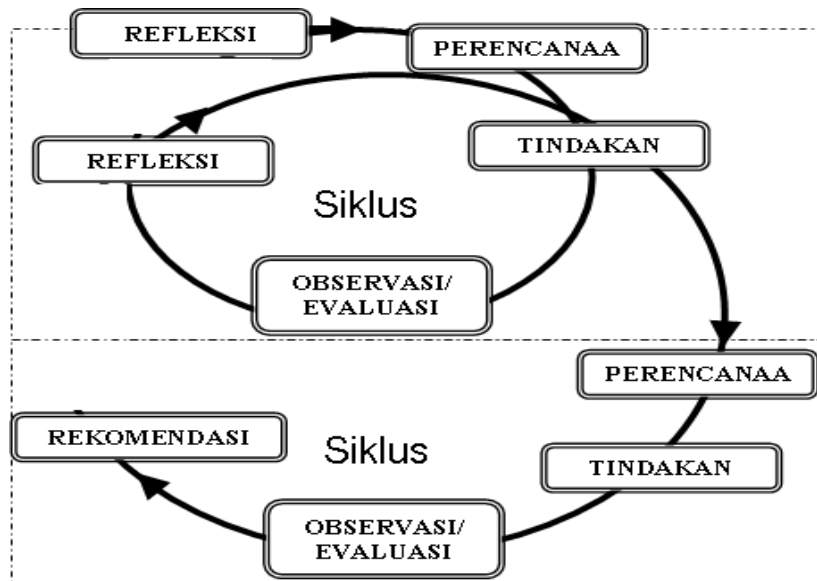 REFLEKSI
PERENCANAA
TINDAKAN
REFLEKSI
Siklus
OBSERVASI/
EVALUASI
PERENCANAA
REKOMENDASI
Siklus
TINDAKAN
OBSERVASI/
EVALUASI